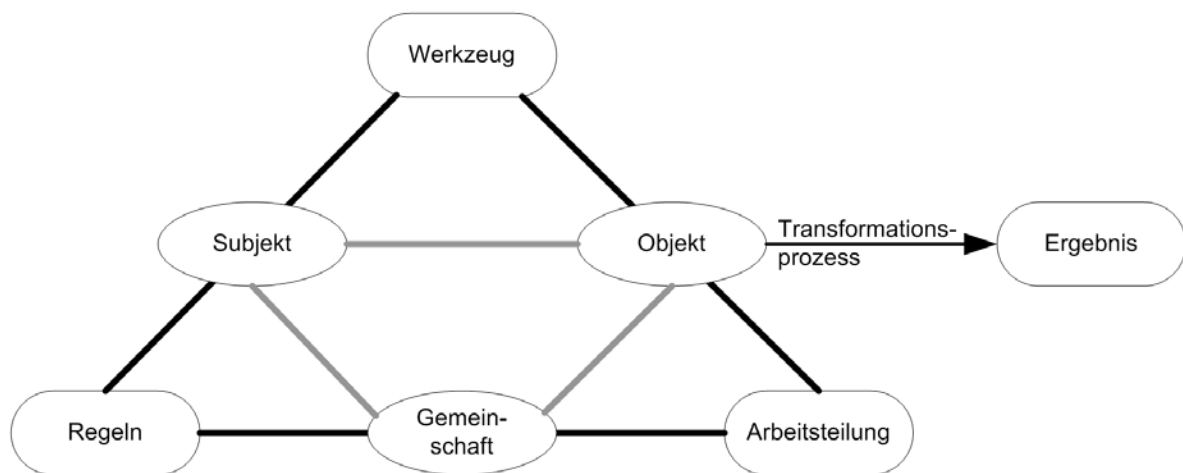 Werkzeug
Subjekt
Objekt
Transformations-
prozess
Ergebnis
Regeln
Gemein-
schaft
Arbeitsteilung